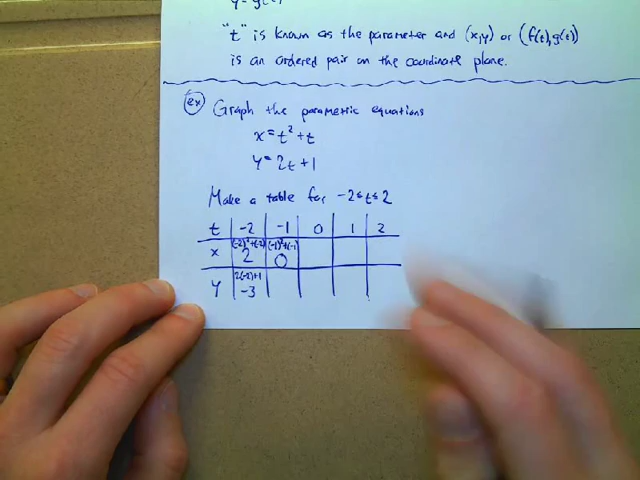 y = g(t)
"t" is known as the parameter and (x,y) or (f(t),g(t))
is an ordered pair on the coordinate plane.
ex Graph the parametric equations
x = t² + t
y = 2t + 1
Make a table for -2 ≤ t ≤ 2
t -2 -1 0 1 2
(-2)²+(-2) (-1)²+(-1)
x 2 0
2(-2)+1
y -3